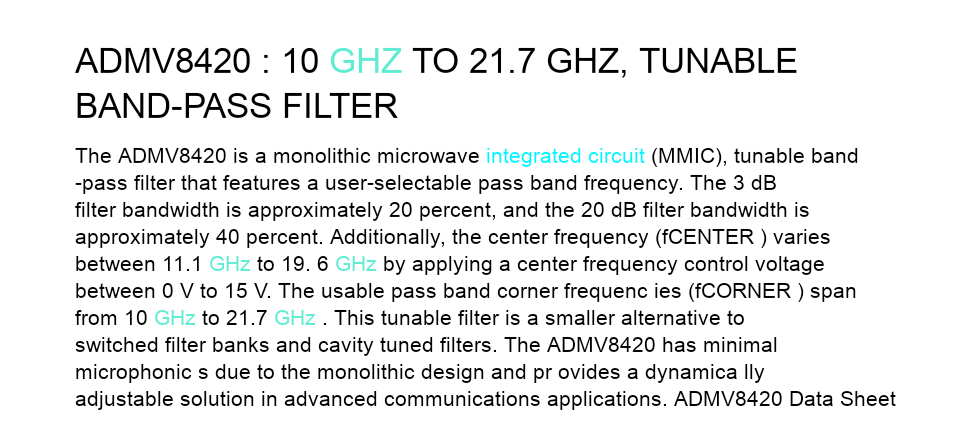 ADMV8420 : 10 GHZ TO 21.7 GHZ, TUNABLE
BAND-PASS FILTER
The ADMV8420 is a monolithic microwave integrated circuit (MMIC), tunable band
-pass filter that features a user-selectable pass band frequency. The 3 dB
filter bandwidth is approximately 20 percent, and the 20 dB filter bandwidth is
approximately 40 percent. Additionally, the center frequency (fCENTER ) varies
between 11.1 GHz to 19. 6 GHz by applying a center frequency control voltage
between 0 V to 15 V. The usable pass band corner frequenc ies (fCORNER ) span
from 10 GHz to 21.7 GHz . This tunable filter is a smaller alternative to
switched filter banks and cavity tuned filters. The ADMV8420 has minimal
microphonic s due to the monolithic design and pr ovides a dynamica lly
adjustable solution in advanced communications applications. ADMV8420 Data Sheet